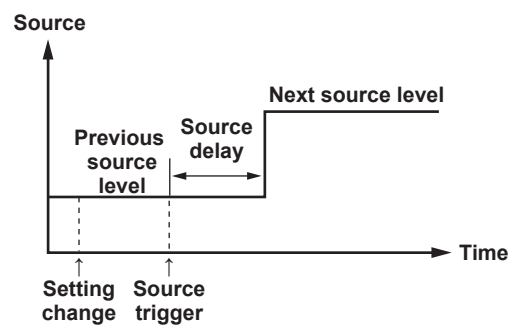 Source
Next source level
Previous
source
level
Source
delay
Time
Setting
change
Source
trigger